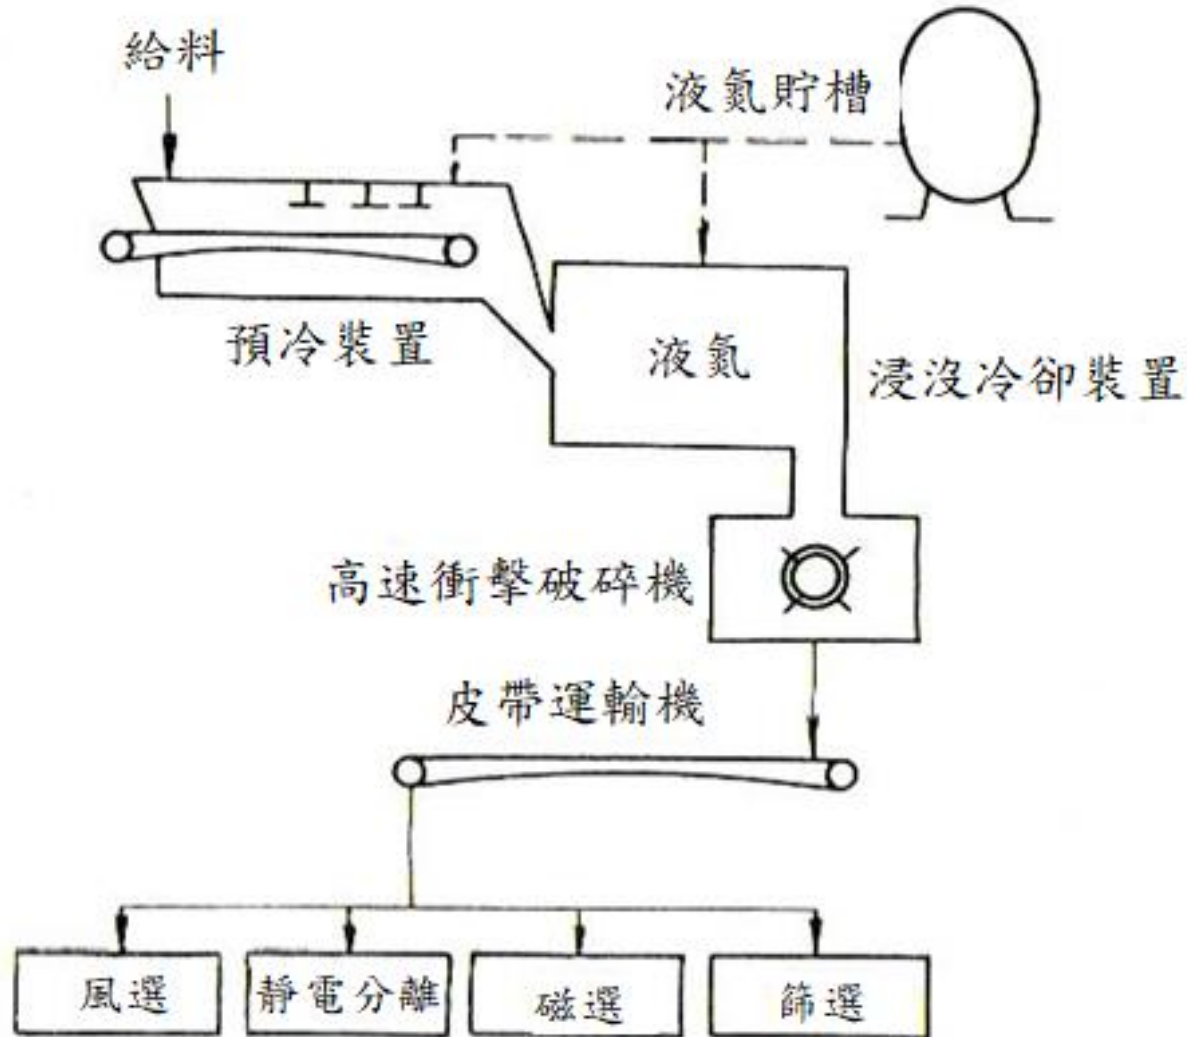 給料
液氮貯槽
預冷裝置
液氮
浸沒冷卻裝置
高速衝擊破碎機
皮帶運輸機
風選
靜電分離
磁選
篩選